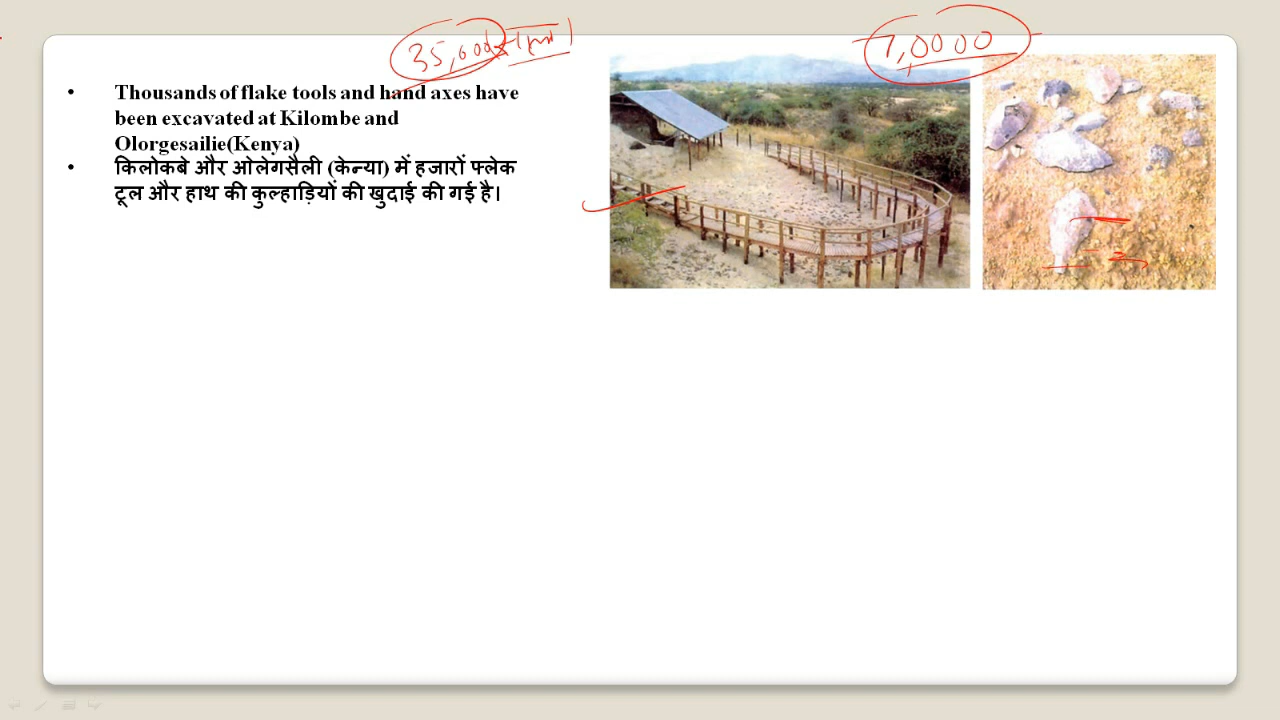 35,000
7,0000
• Thousands of flake tools and hand axes have
been excavated at Kilombe and
Olorgesailie(Kenya)
• किलोकबे और ओलेगसैली (केन्या) में हजारों फ्लेक
टूल और हाथ की कुल्हाड़ियों की खुदाई की गई है।